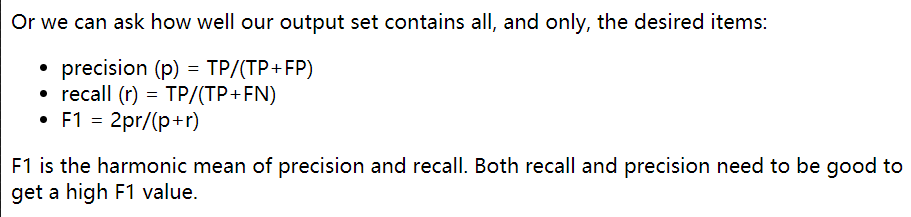 Or we can ask how well our output set contains all, and only, the desired items:
• precision (p) = TP/(TP+FP)
• recall (r) = TP/(TP+FN)
• F1 = 2pr/(p+r)
F1 is the harmonic mean of precision and recall. Both recall and precision need to be good to
get a high F1 value.